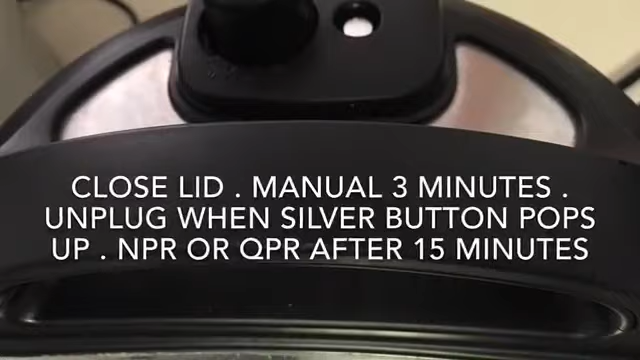 CLOSE LID . MANUAL 3 MINUTES .
UNPLUG WHEN SILVER BUTTON POPS
UP . NPR OR QPR AFTER 15 MINUTES